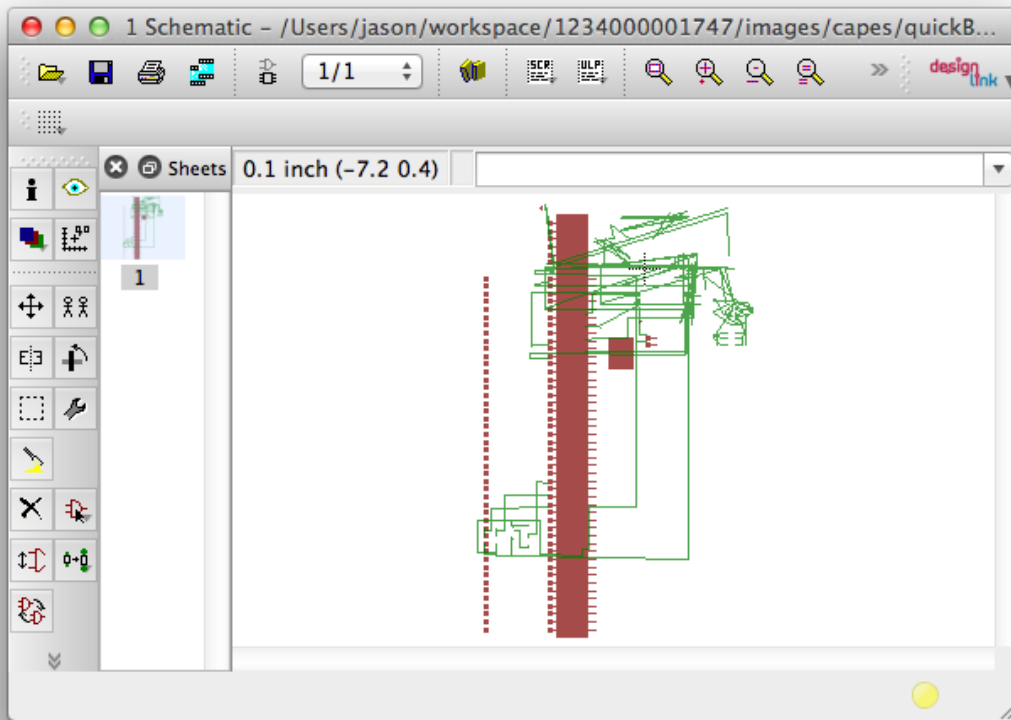 1 Schematic – /Users/jason/workspace/1234000001747/images/capes/quickB...
1/1
SCR
ULP
design link
Sheets
0.1 inch (-7.2 0.4)
1